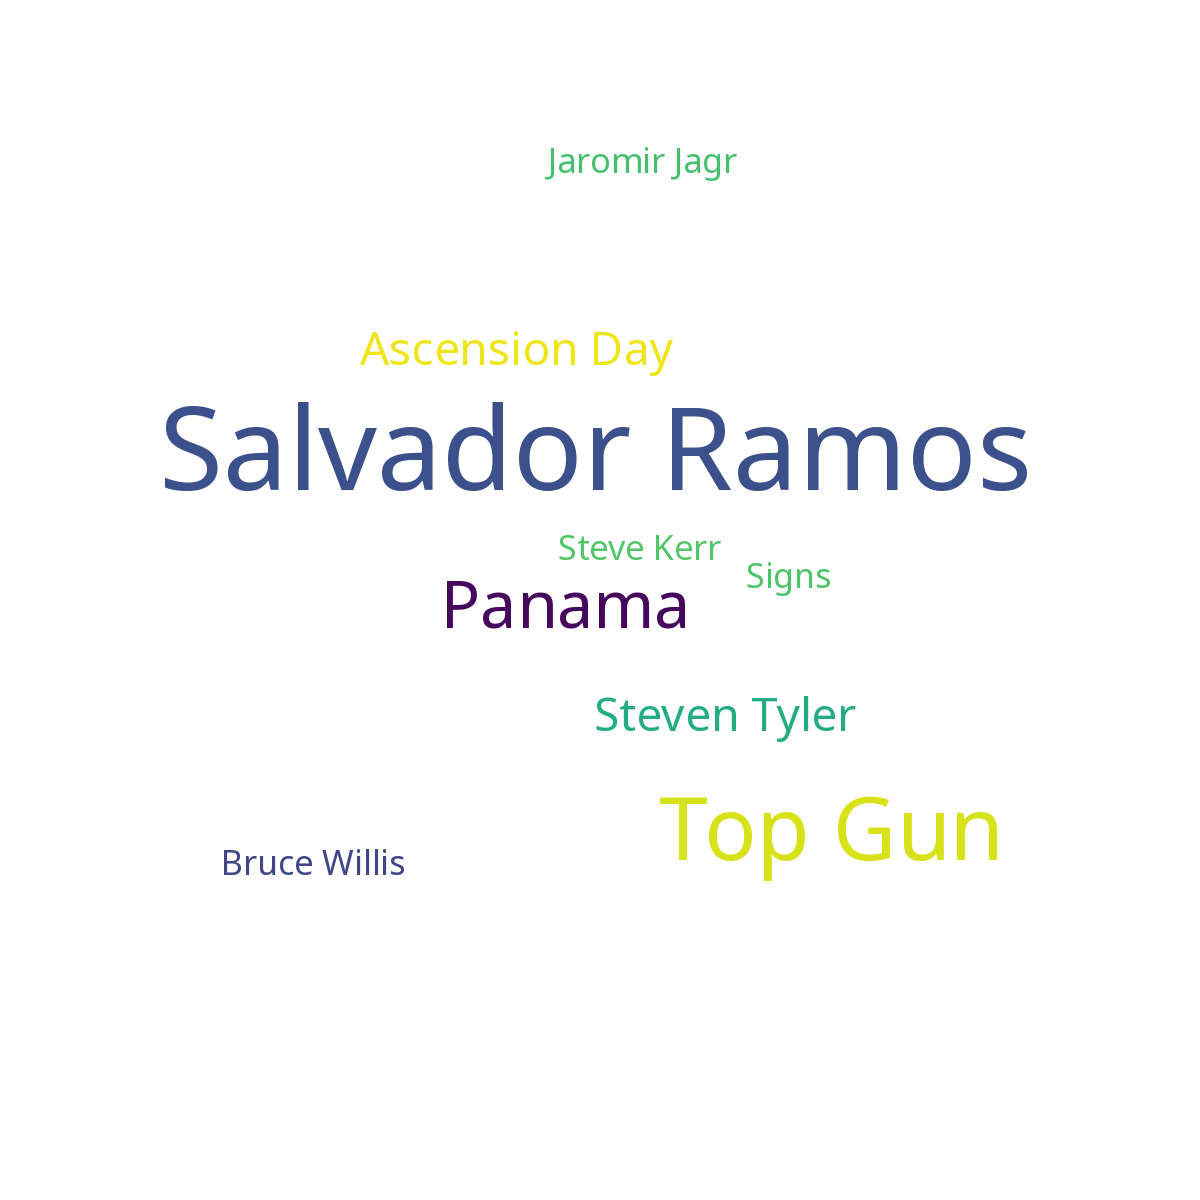 Jaromir Jagr
Ascension Day
Salvador Ramos
Steve Kerr
Signs
Panama
Steven Tyler
Top Gun
Bruce Willis